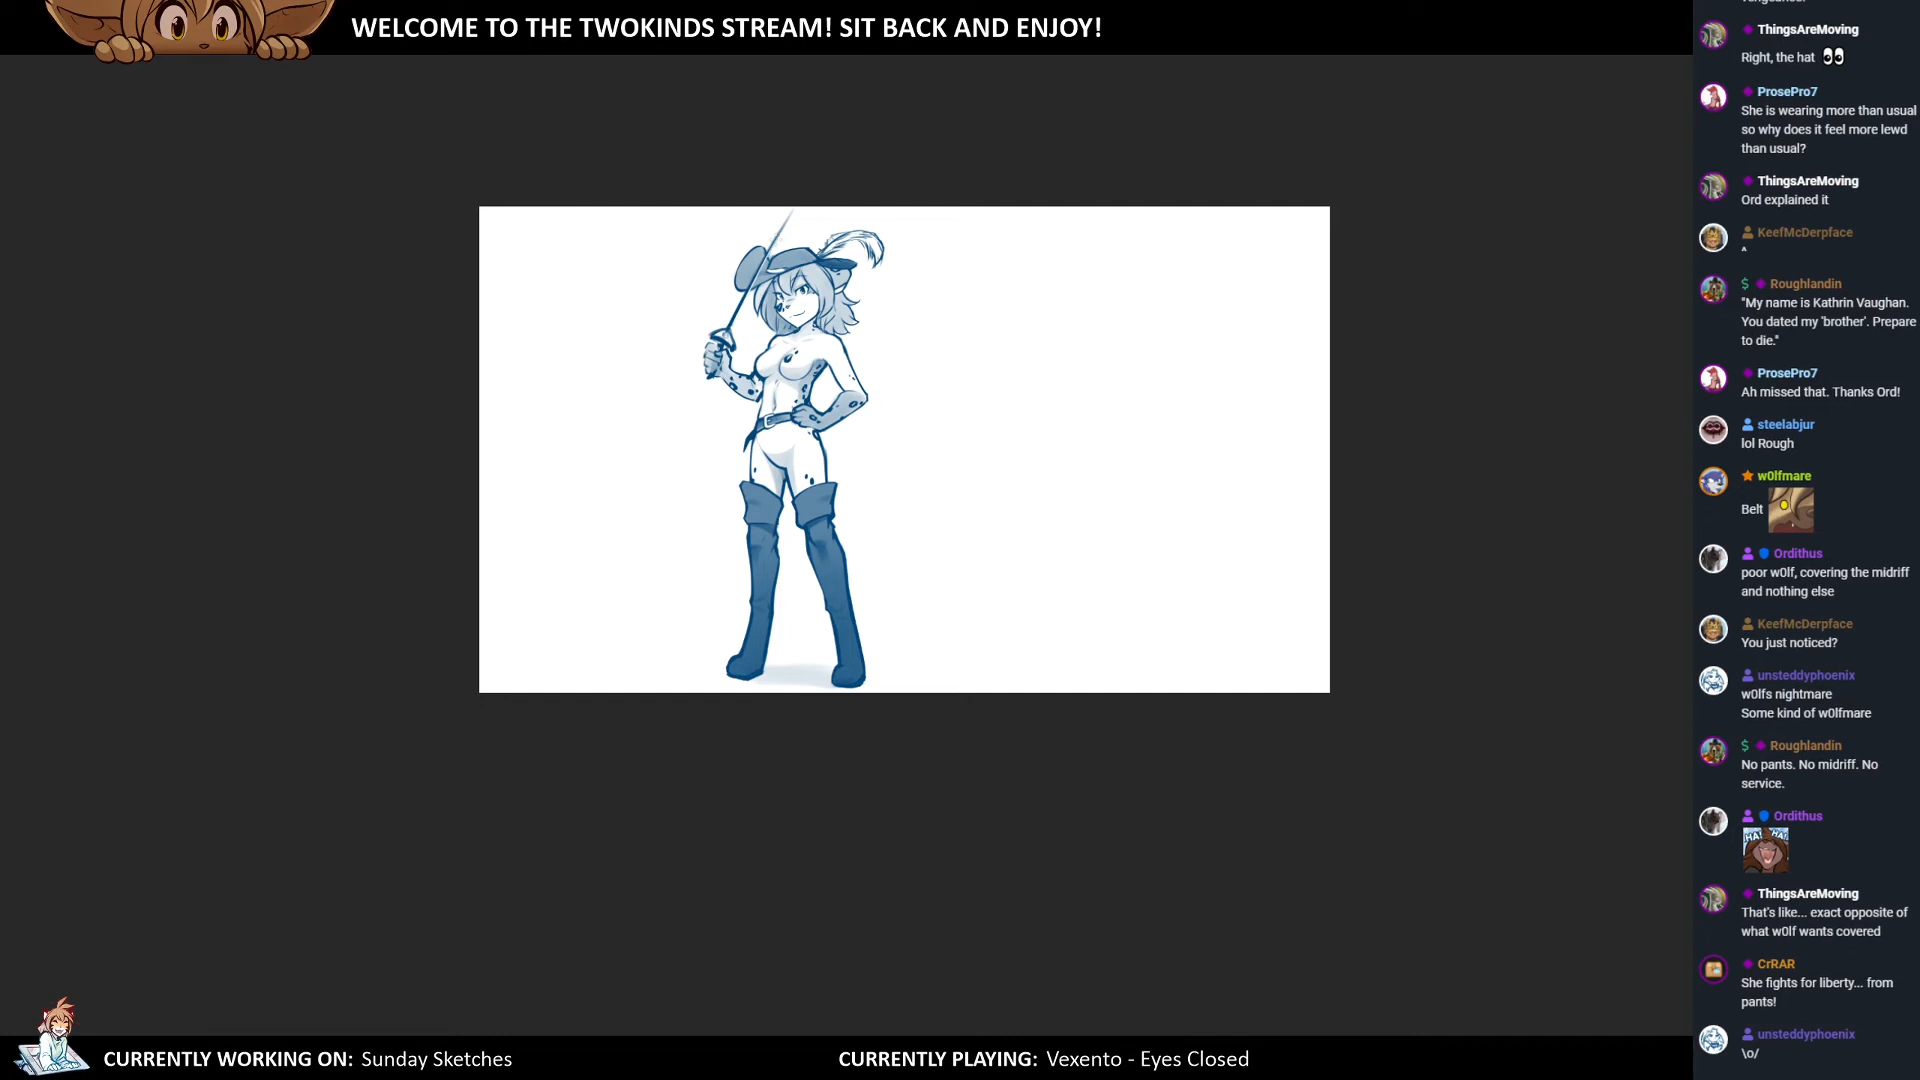 WELCOME TO THE TWOKINDS STREAM! SIT BACK AND ENJOY!
ThingsAreMoving
Right, the hat
ProsePro7
She is wearing more than usual
so why does it feel more lewd
than usual?
ThingsAreMoving
Ord explained it
KeefMcDerpface
^
$ Roughlandin
"My name is Kathrin Vaughan.
You dated my 'brother'. Prepare
to die."
ProsePro7
Ah missed that. Thanks Ord!
steelabjur
lol Rough
w0lfmare
Belt
Ordithus
poor w0lf, covering the midriff
and nothing else
KeefMcDerpface
You just noticed?
unsteddyphoenix
w0lfs nightmare
Some kind of w0lfmare
$ Roughlandin
No pants. No midriff. No
service.
Ordithus
ThingsAreMoving
That's like... exact opposite of
what w0lf wants covered
CrRAR
She fights for liberty... from
pants!
unsteddyphoenix
\o/
CURRENTLY WORKING ON: Sunday Sketches
CURRENTLY PLAYING: Vexento - Eyes Closed